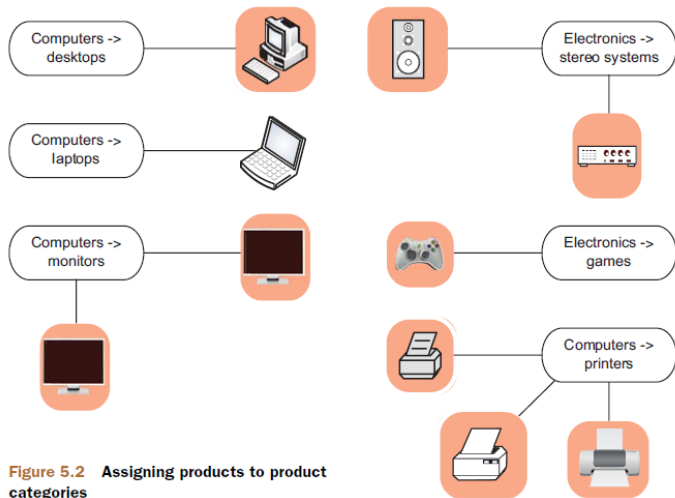 Computers ->
desktops
Electronics ->
stereo systems
Computers ->
laptops
Computers ->
monitors
Electronics ->
games
Computers ->
printers
Figure 5.2 Assigning products to product
categories